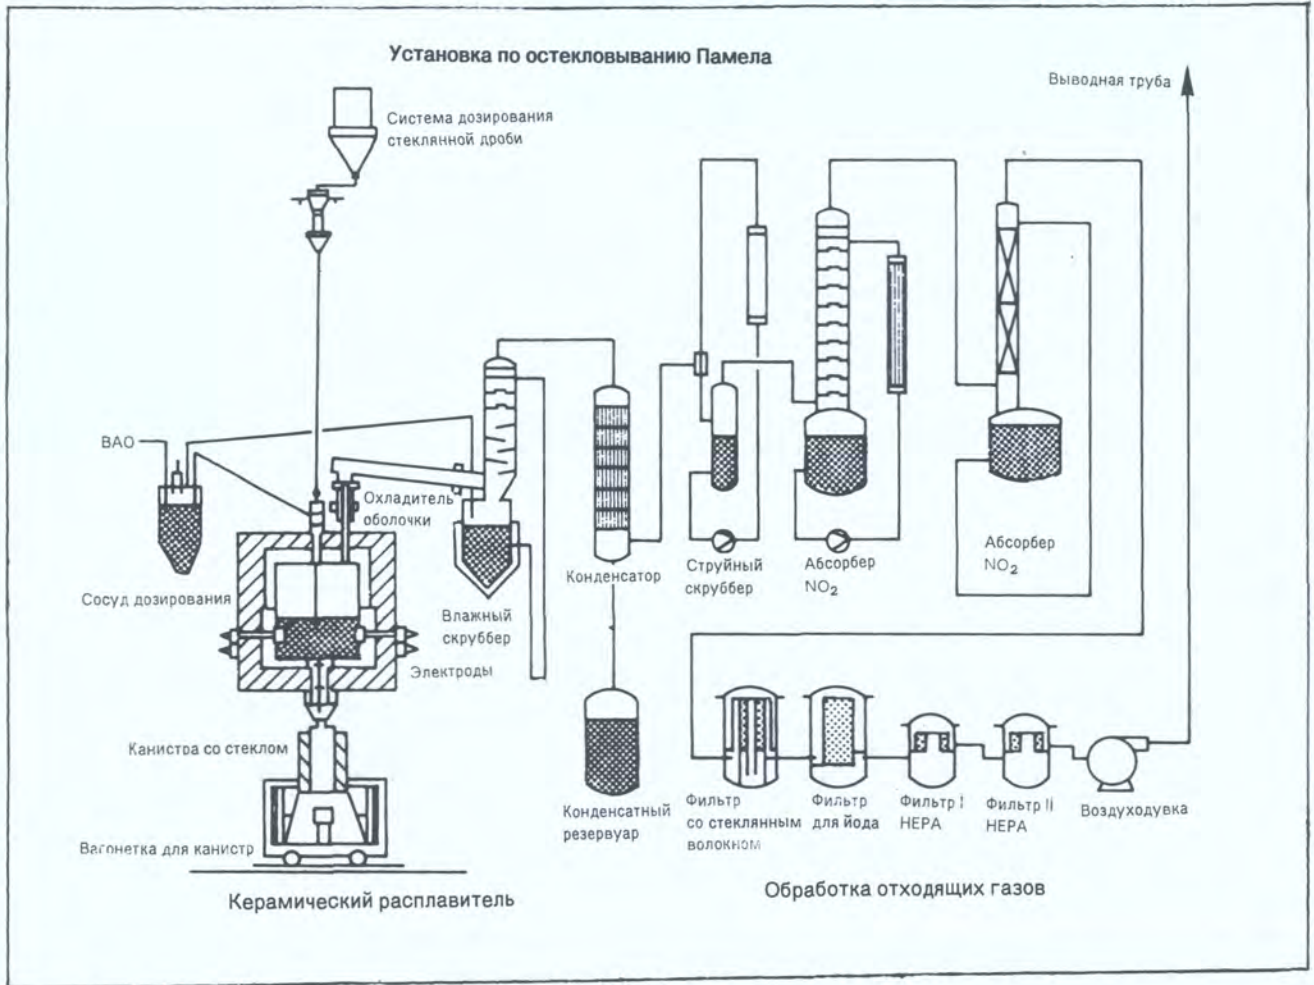 Установка по остекловыванию Памела
Выводная труба
Система дозирования
стеклянной дроби
ВАО
Охладитель
оболочки
Сосуд дозирования
Влажный
скруббер
Электроды
Конденсатор
Струйный
скруббер
Абсорбер
NO2
Абсорбер
NO2
Канистра со стеклом
Вагонетка для канистр
Конденсатный
резервуар
Фильтр
со стеклянным
волокном
Фильтр
для йода
Фильтр I
HEPA
Фильтр II
HEPA
Воздуходувка
Керамический расплавитель
Обработка отходящих газов